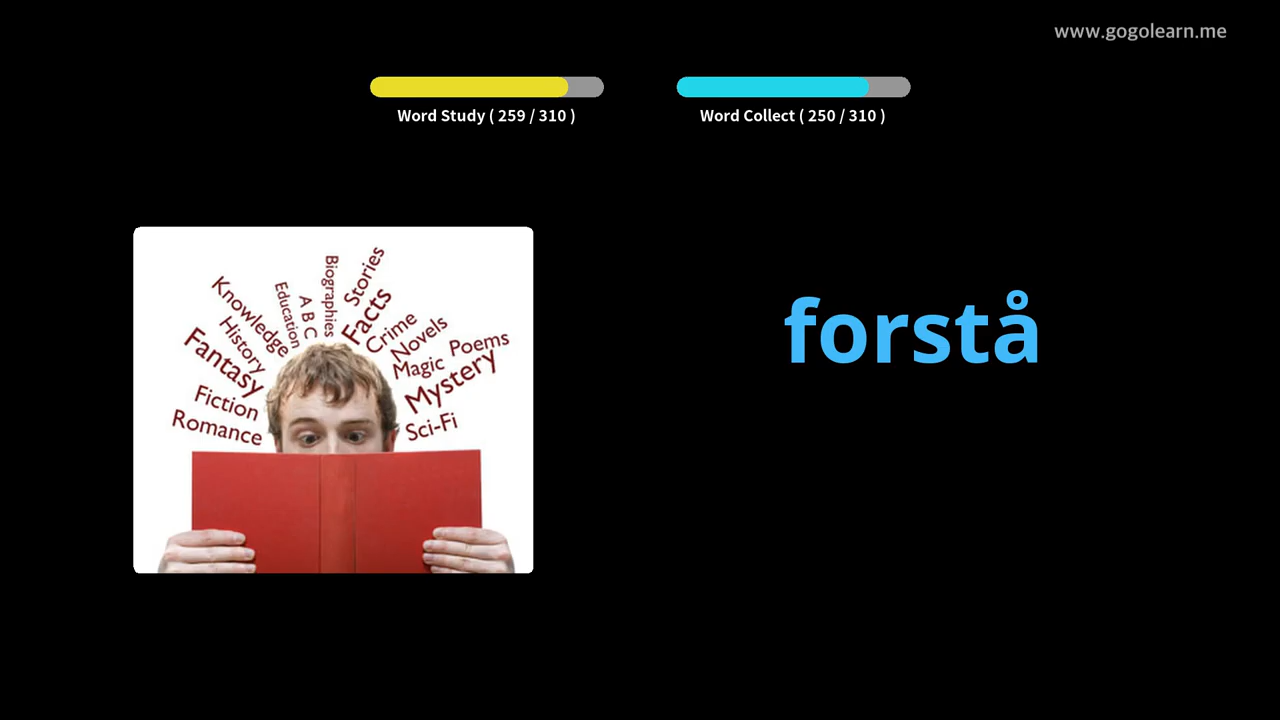 www.gogolearn.me
Word Study ( 259 / 310 )
Word Collect ( 250 / 310 )
forstå
Stories
Biographies
Facts
A B C
Education
Knowledge
History
Crime
Novels
Poems
Fantasy
Magic
Mystery
Fiction
Romance
Sci-Fi